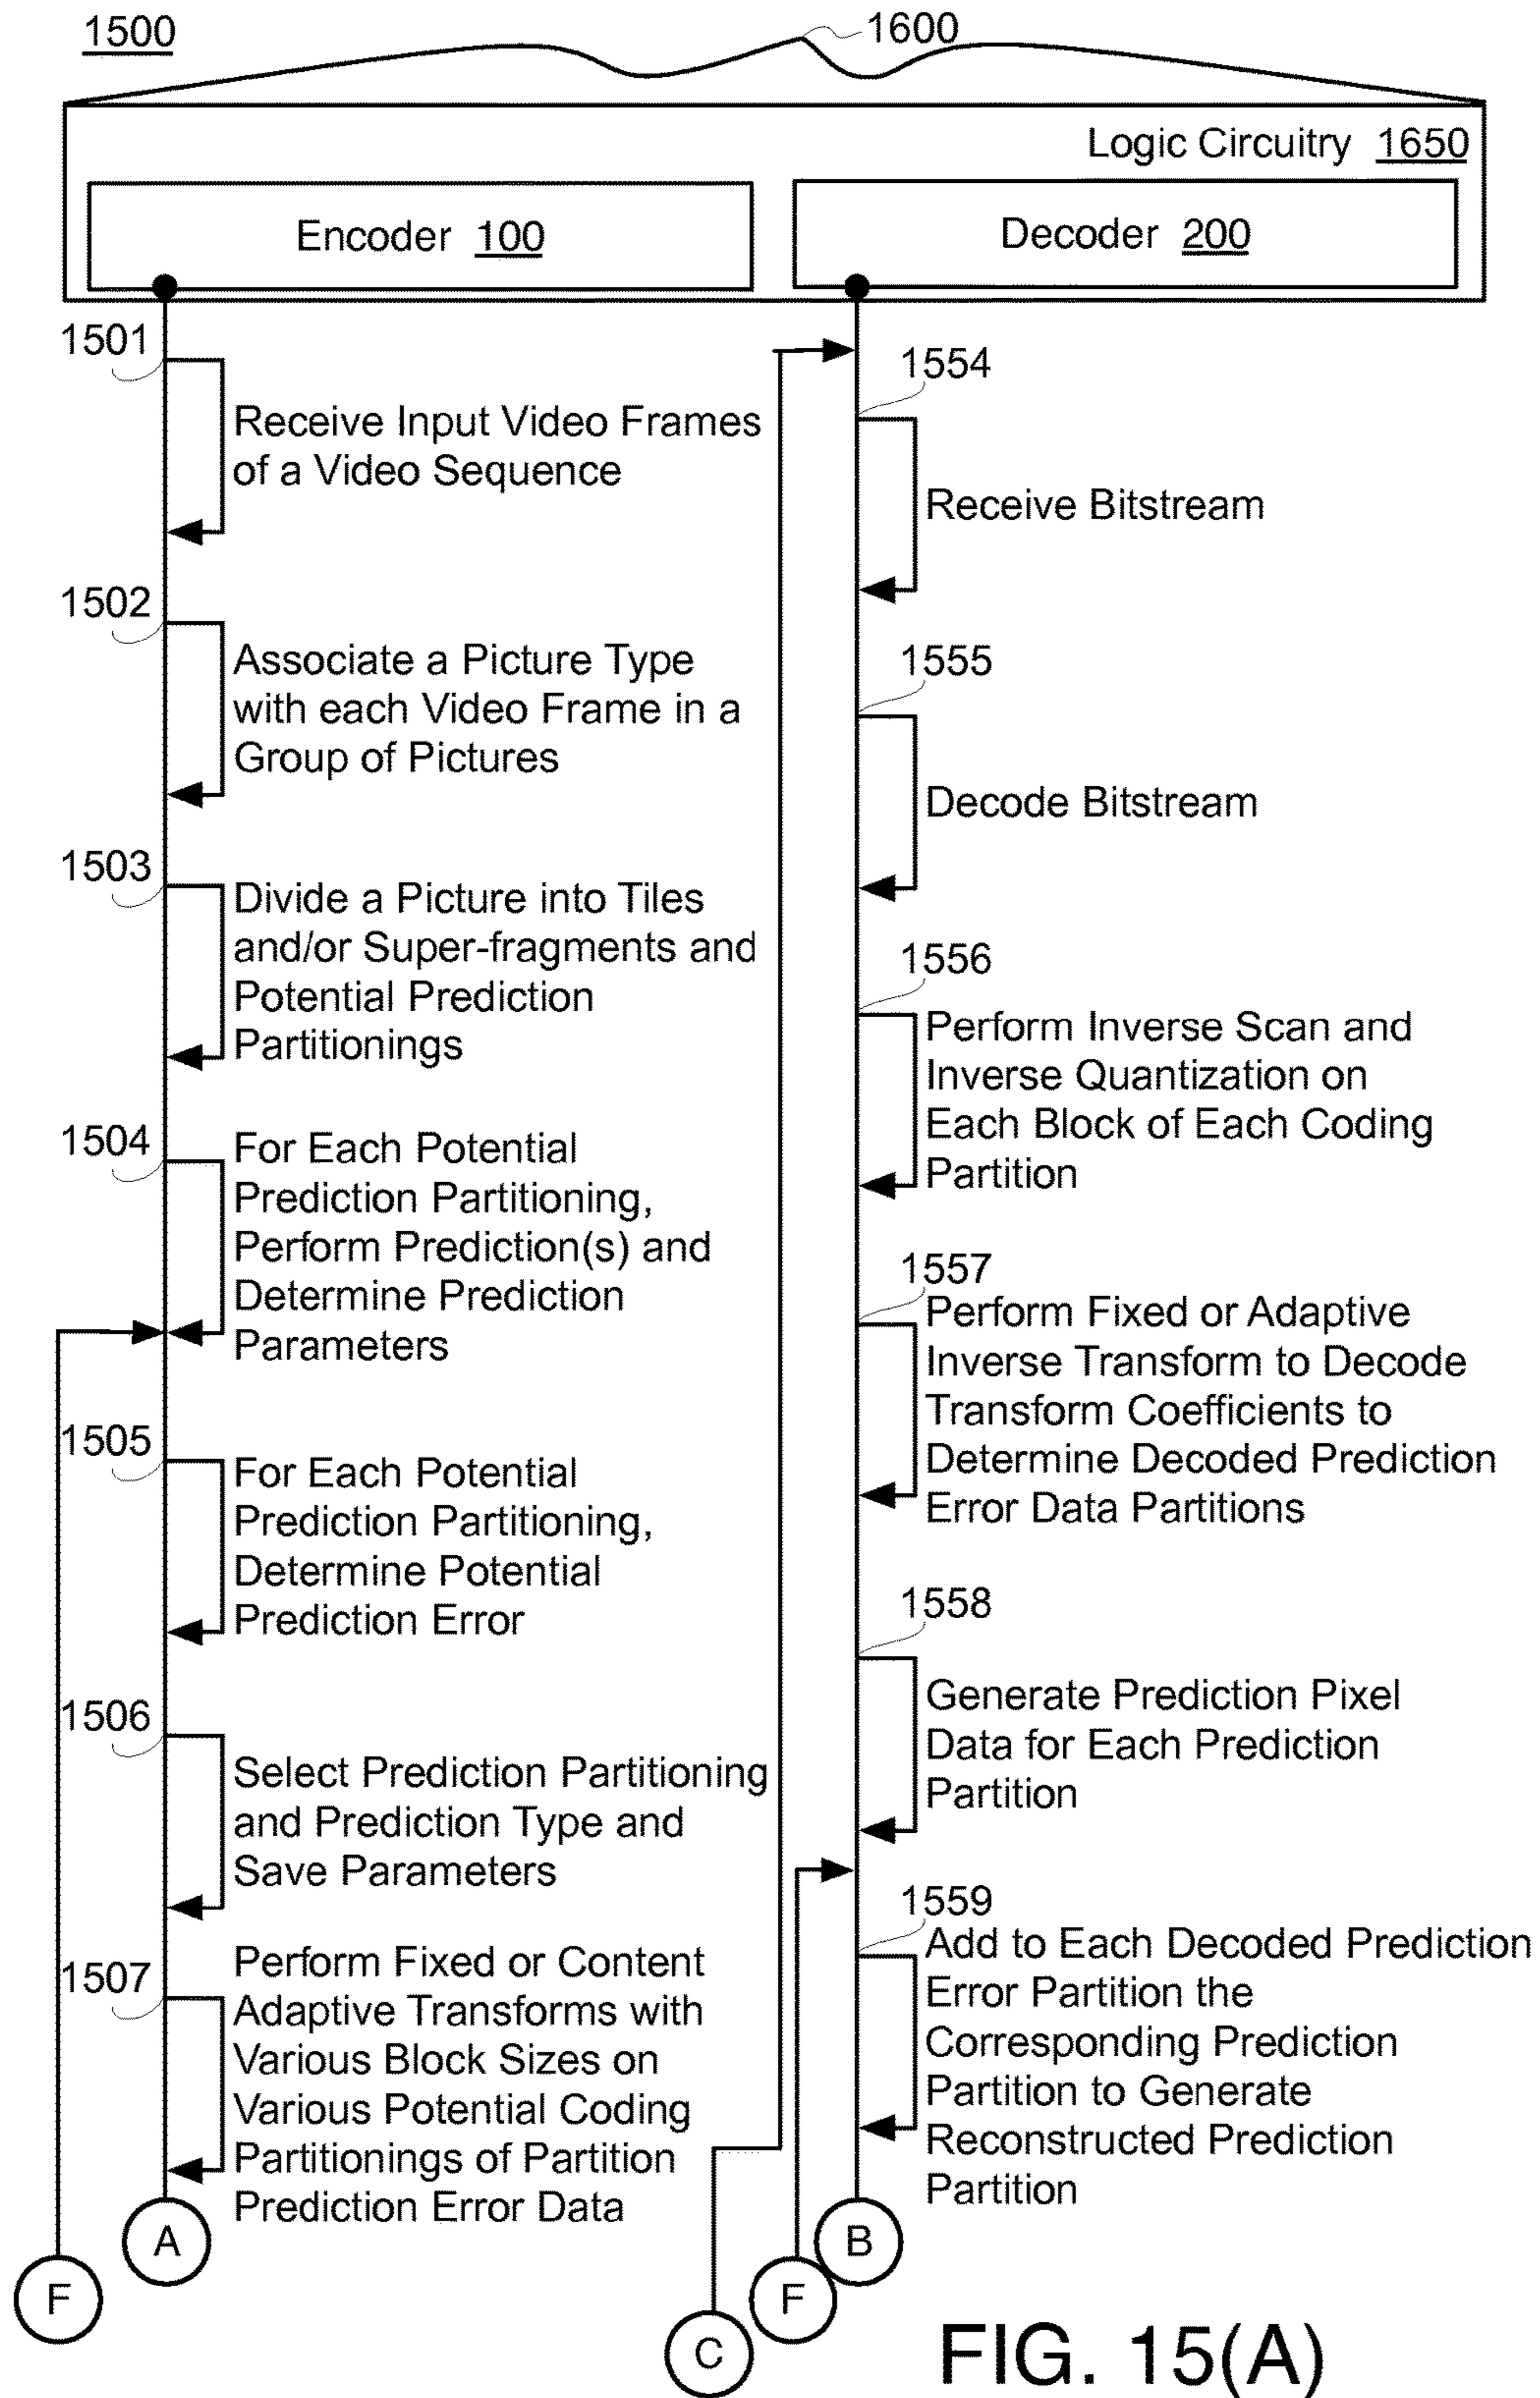 1500
1600
Logic Circuitry 1650
Encoder 100
Decoder 200
1501
Receive Input Video Frames
of a Video Sequence
1502
Associate a Picture Type
with each Video Frame in a
Group of Pictures
1503
Divide a Picture into Tiles
and/or Super-fragments and
Potential Prediction
Partitionings
1504
For Each Potential
Prediction Partitioning,
Perform Prediction(s) and
Determine Prediction
Parameters
1505
For Each Potential
Prediction Partitioning,
Determine Potential
Prediction Error
1506
Select Prediction Partitioning
and Prediction Type and
Save Parameters
1507
Perform Fixed or Content
Adaptive Transforms with
Various Block Sizes on
Various Potential Coding
Partitionings of Partition
Prediction Error Data
A
F
1554
Receive Bitstream
1555
Decode Bitstream
1556
Perform Inverse Scan and
Inverse Quantization on
Each Block of Each Coding
Partition
1557
Perform Fixed or Adaptive
Inverse Transform to Decode
Transform Coefficients to
Determine Decoded Prediction
Error Data Partitions
1558
Generate Prediction Pixel
Data for Each Prediction
Partition
1559
Add to Each Decoded Prediction
Error Partition the
Corresponding Prediction
Partition to Generate
Reconstructed Prediction
Partition
B
F
C
FIG. 15(A)